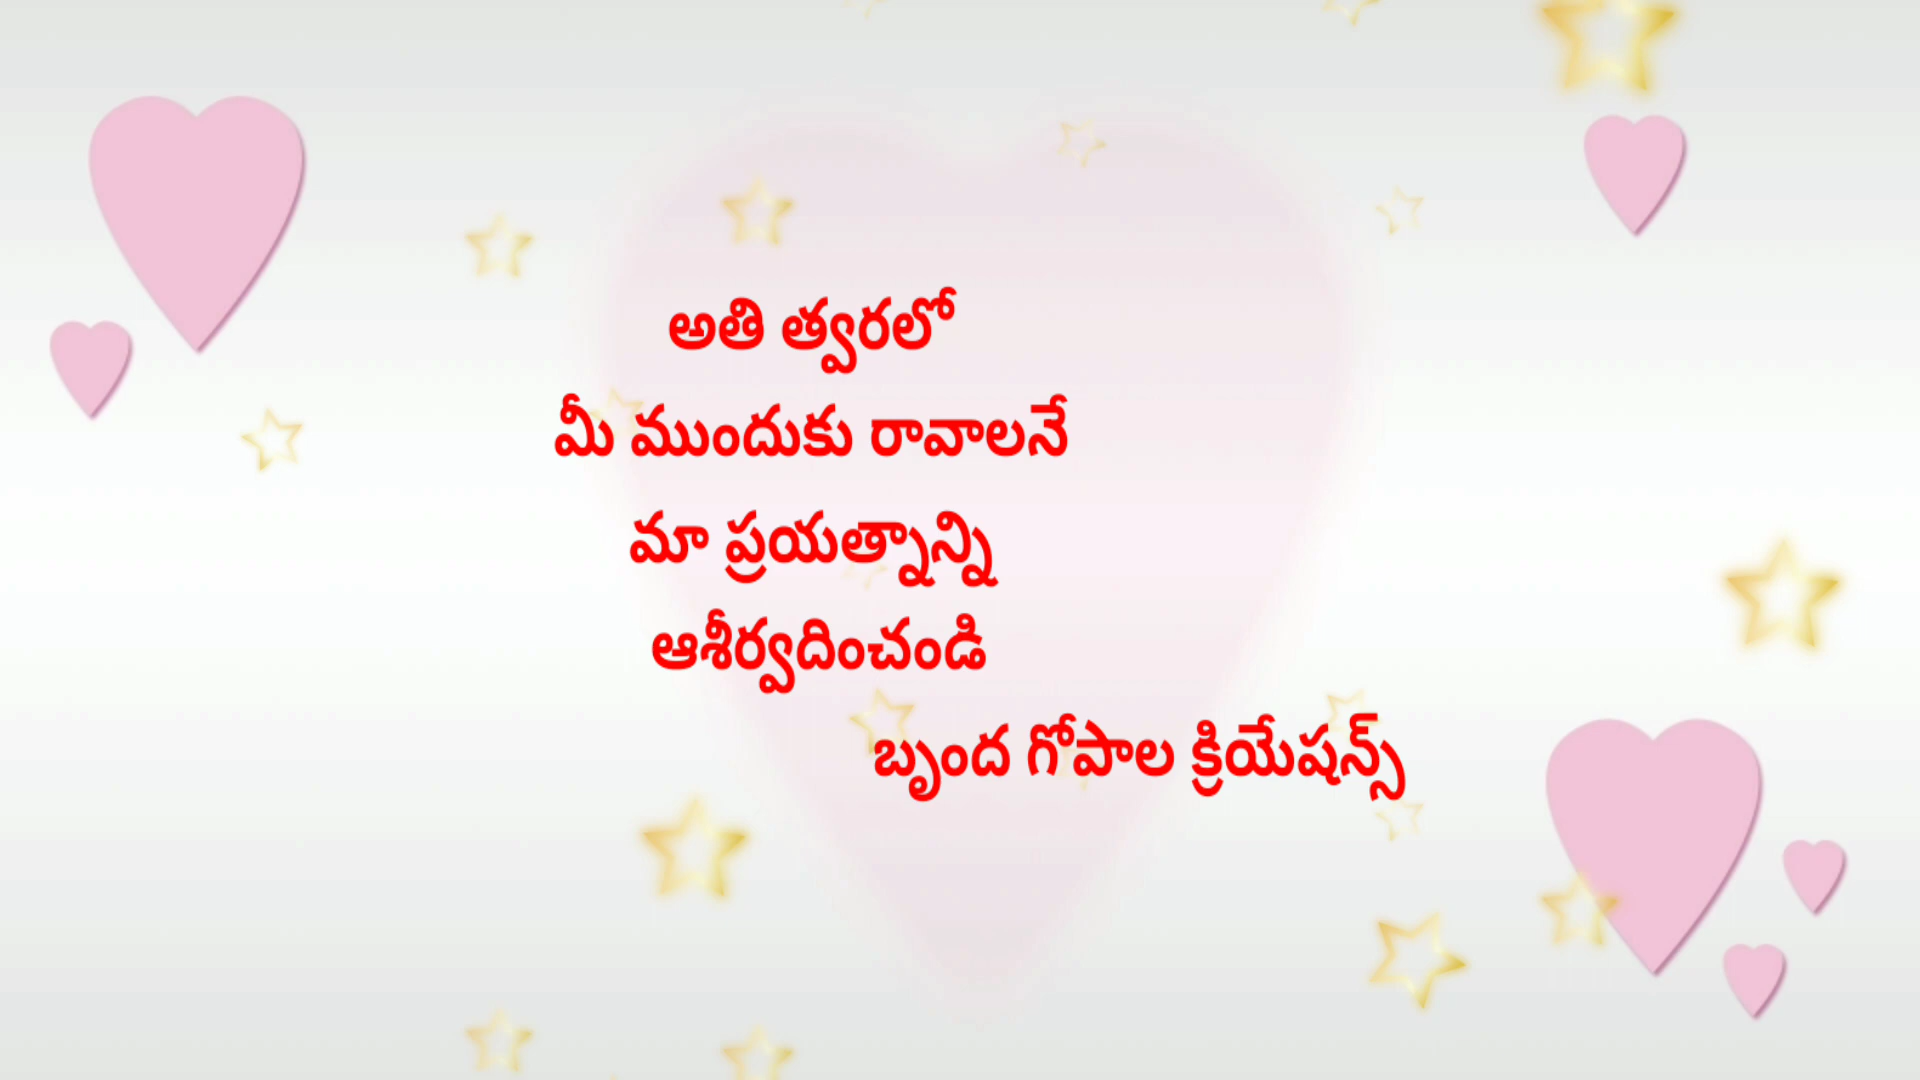 అతి త్వరలో
మీ ముందుకు రావాలనే
మా ప్రయత్నాన్ని
ఆశీర్వదించండి
బృంద గోపాల క్రియేషన్స్